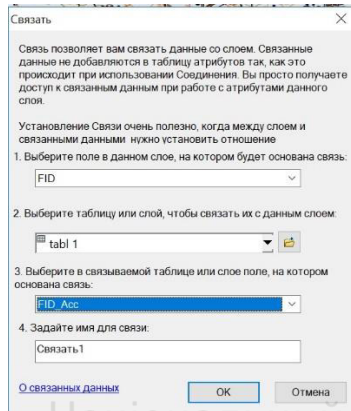 Связать
Связь позволяет вам связать данные со слоем. Связанные
данные не добавляются в таблицу атрибутов так, как это
происходит при использовании Соединения. Вы просто получаете
доступ к связанным данным при работе с атрибутами данного
слоя.
Установление Связи очень полезно, когда между слоем и
связанными данными нужно установить отношение
1. Выберите поле в данном слое, на котором будет основана связь:
FID
2. Выберите таблицу или слой, чтобы связать их с данным слоем:
tabl 1
3. Выберите в связываемой таблице или слое поле, на котором
основана связь:
FID_Acc
4. Задайте имя для связи:
Связать1
О связанных данных
OK
Отмена